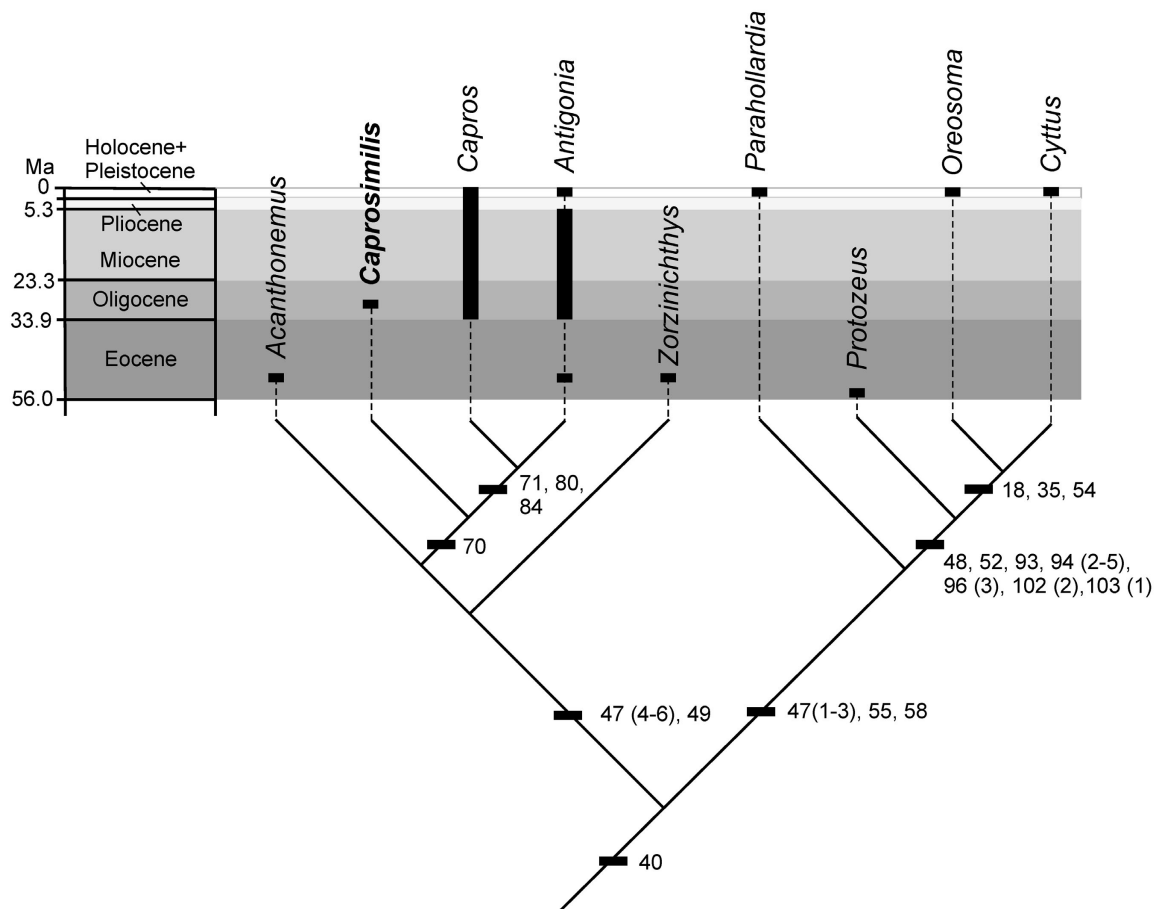 Holocene+
Pleistocene
Ma
0
5.3
Pliocene
Miocene
23.3
Oligocene
33.9
Eocene
56.0
Acanthonemus
Caprosimilis
Capros
Antigonia
Zorzinichthys
Parahollardia
Protozeus
Oreosoma
Cyttus
71, 80,
84
70
18, 35, 54
48, 52, 93, 94 (2-5),
96 (3), 102 (2),103 (1)
47 (4-6), 49
47(1-3), 55, 58
40